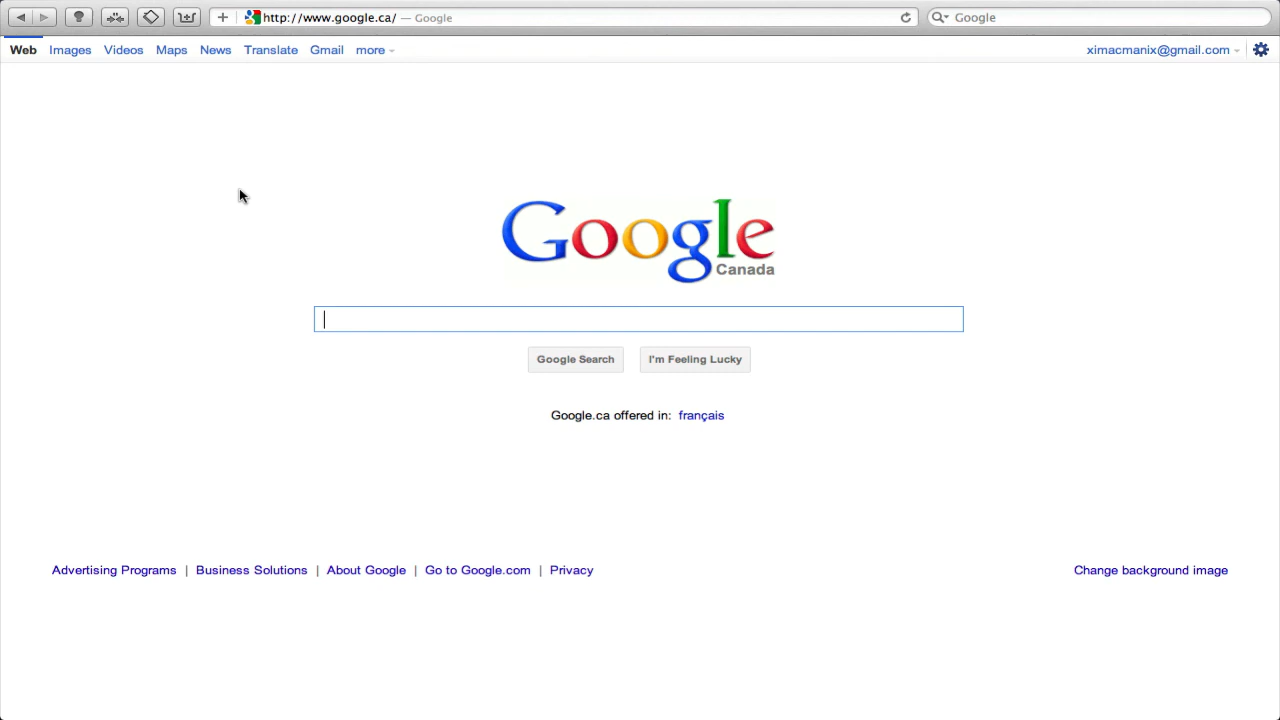 http://www.google.ca/ — Google
Google
Web Images Videos Maps News Translate Gmail more
ximacmanix@gmail.com
Google
Canada
Google Search I'm Feeling Lucky
Google.ca offered in: français
Advertising Programs | Business Solutions | About Google | Go to Google.com | Privacy
Change background image